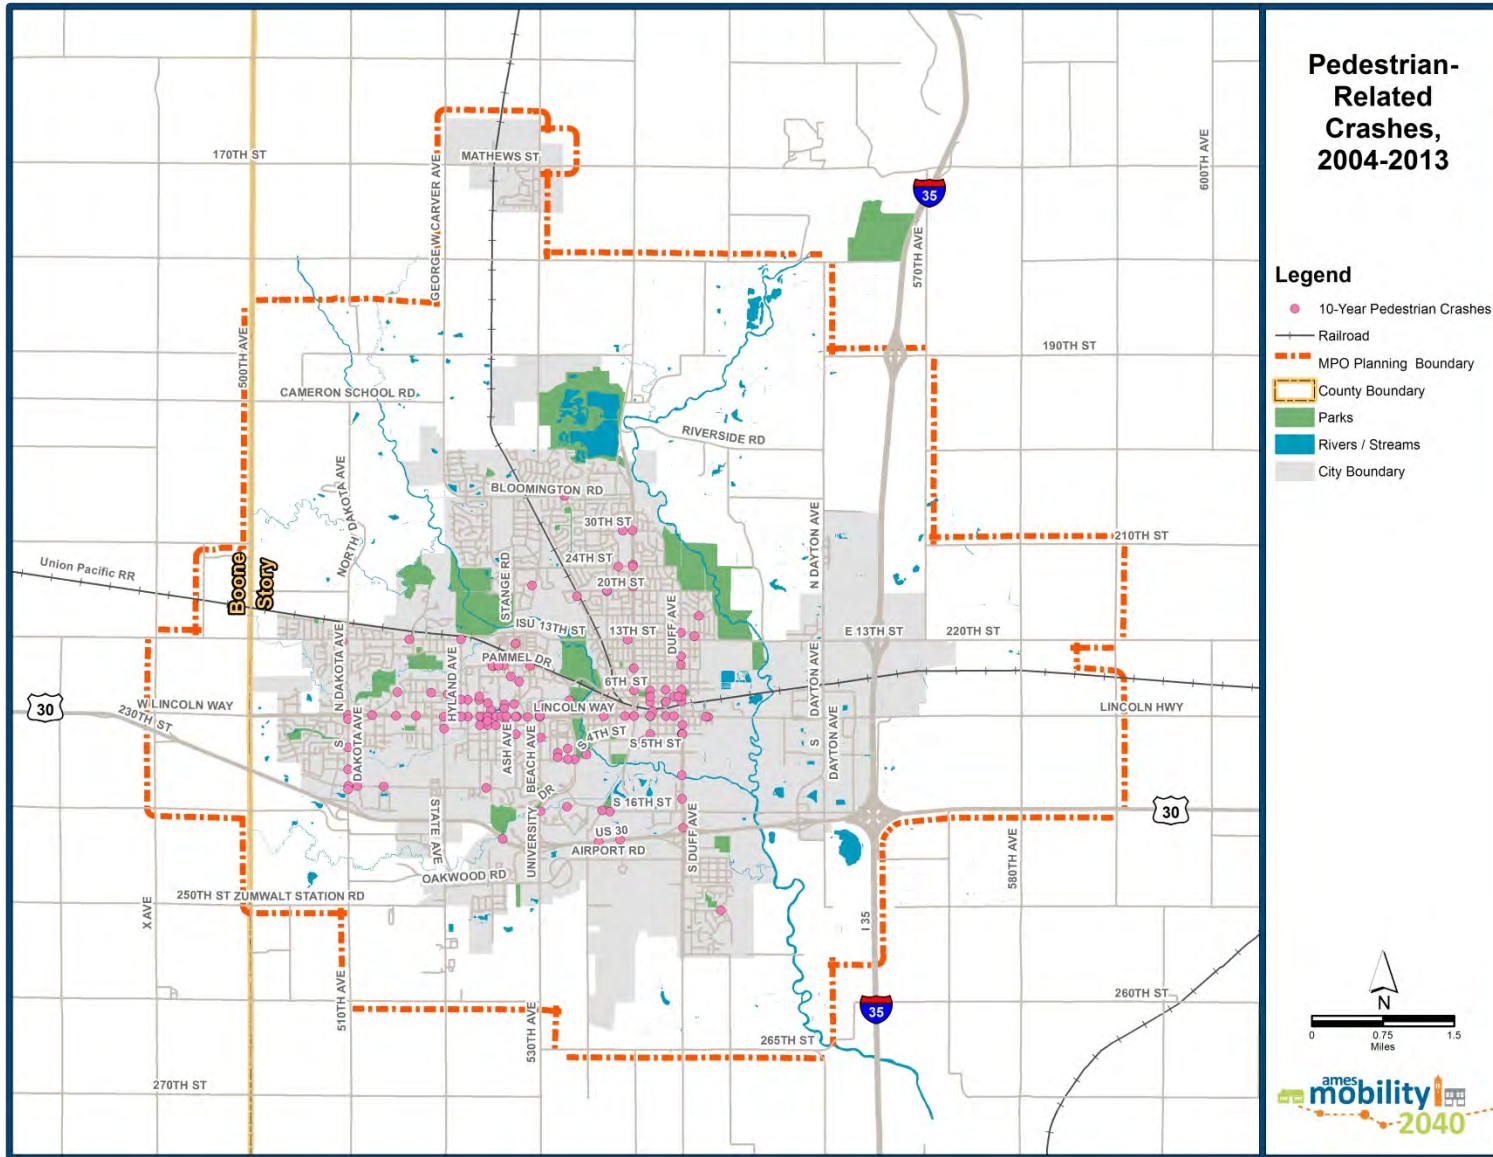 Pedestrian-
Related
Crashes,
2004-2013
Legend
10-Year Pedestrian Crashes
Railroad
MPO Planning Boundary
County Boundary
Parks
Rivers / Streams
City Boundary
170TH ST
MATHEWS ST
GEORGE W CARVER AVE
600TH AVE
35
570TH AVE
500TH AVE
190TH ST
CAMERON SCHOOL RD
RIVERSIDE RD
BLOOMINGTON RD
NORTH DAKOTA AVE
30TH ST
N DAYTON AVE
210TH ST
24TH ST
Union Pacific RR
STANGE RD
20TH ST
Boone
Story
ISU 13TH ST
13TH ST
DUFF AVE
E 13TH ST
220TH ST
N DAKOTA AVE
HYLAND AVE
PAMMEL DR
6TH ST
S DAYTON AVE
30
W LINCOLN WAY
LINCOLN WAY
LINCOLN HWY
230TH ST
S DAKOTA AVE
ASH AVE
BEACH AVE
S 4TH ST
S 5TH ST
DAYTON AVE
STATE AVE
UNIVERSITY DR
S 16TH ST
US 30
S DUFF AVE
30
AIRPORT RD
580TH AVE
OAKWOOD RD
250TH ST ZUMWALT STATION RD
X AVE
I 35
510TH AVE
530TH AVE
35
260TH ST
265TH ST
270TH ST
N
0 0.75 1.5
Miles
ames
mobility
2040